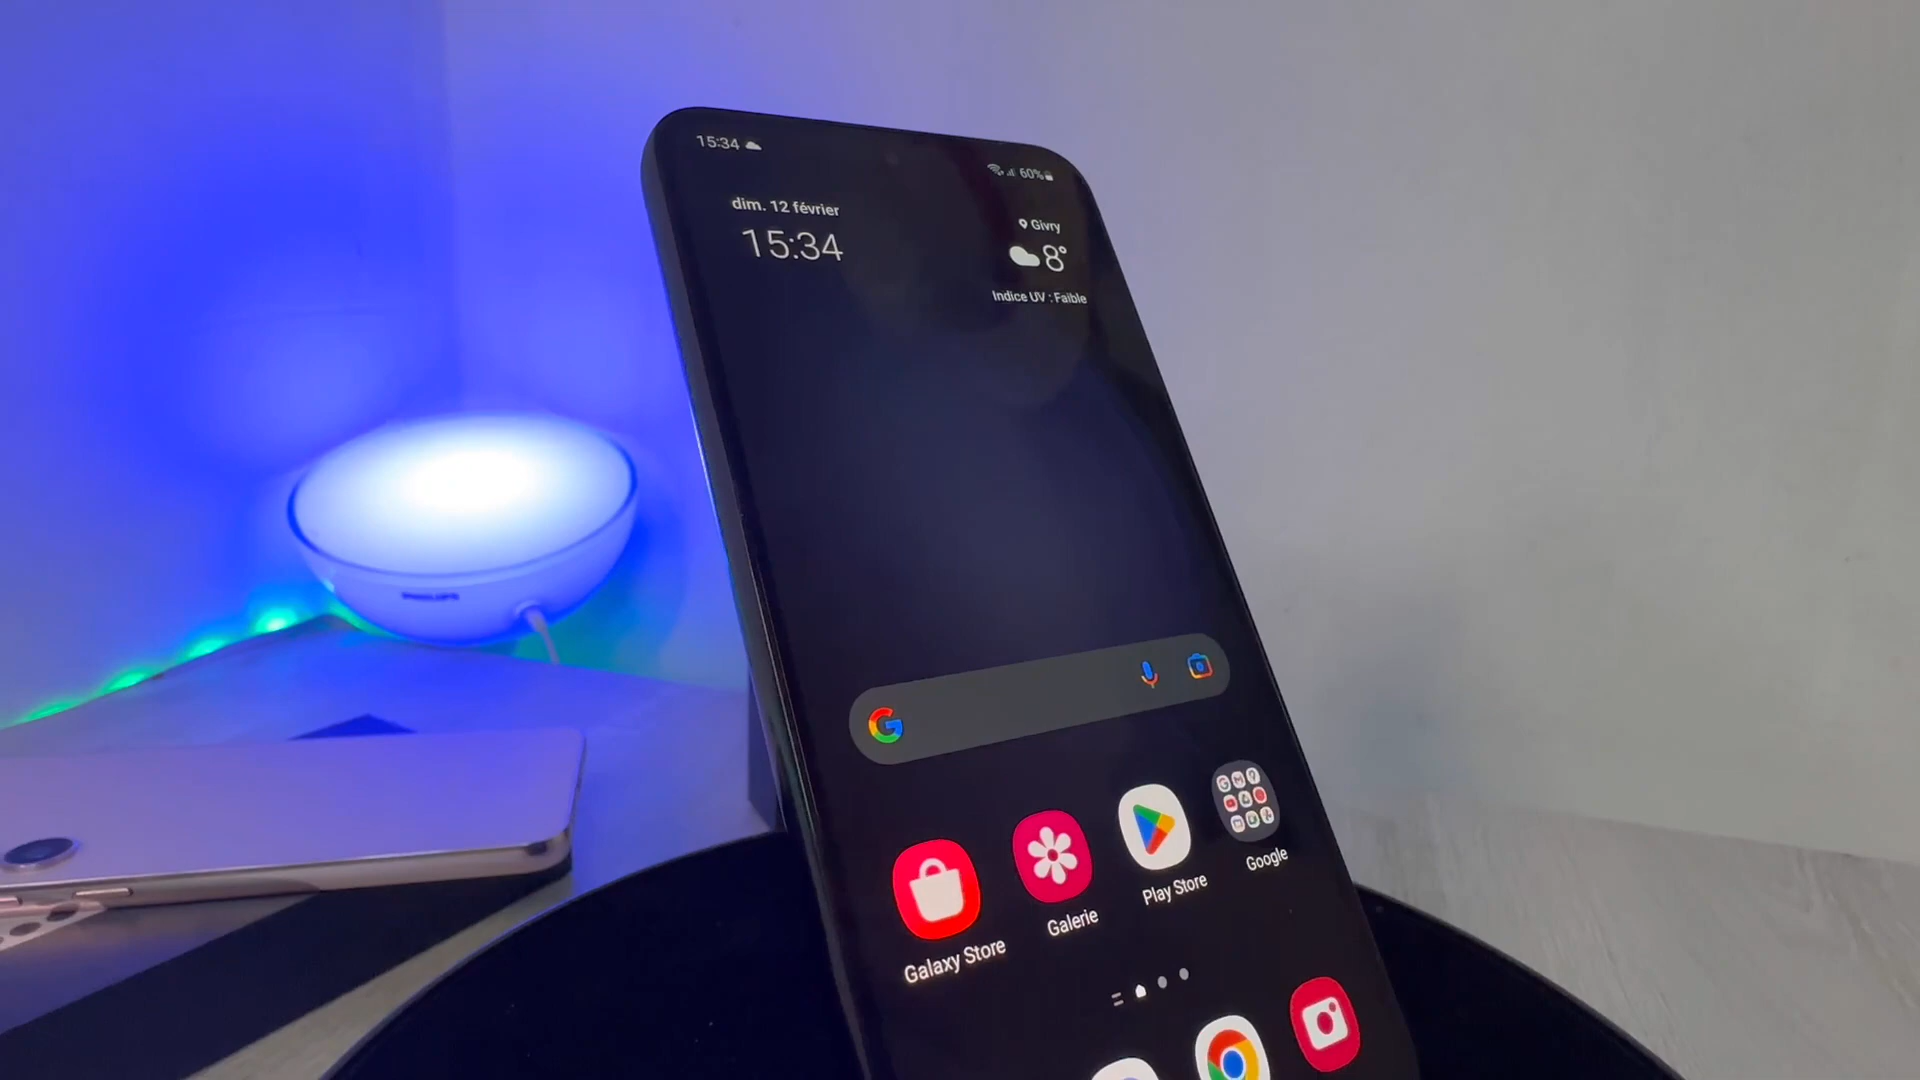 15:34
60%
dim. 12 février
15:34
Givry
8°
Indice UV : Faible
PHILIPS
Galaxy Store
Galerie
Play Store
Google